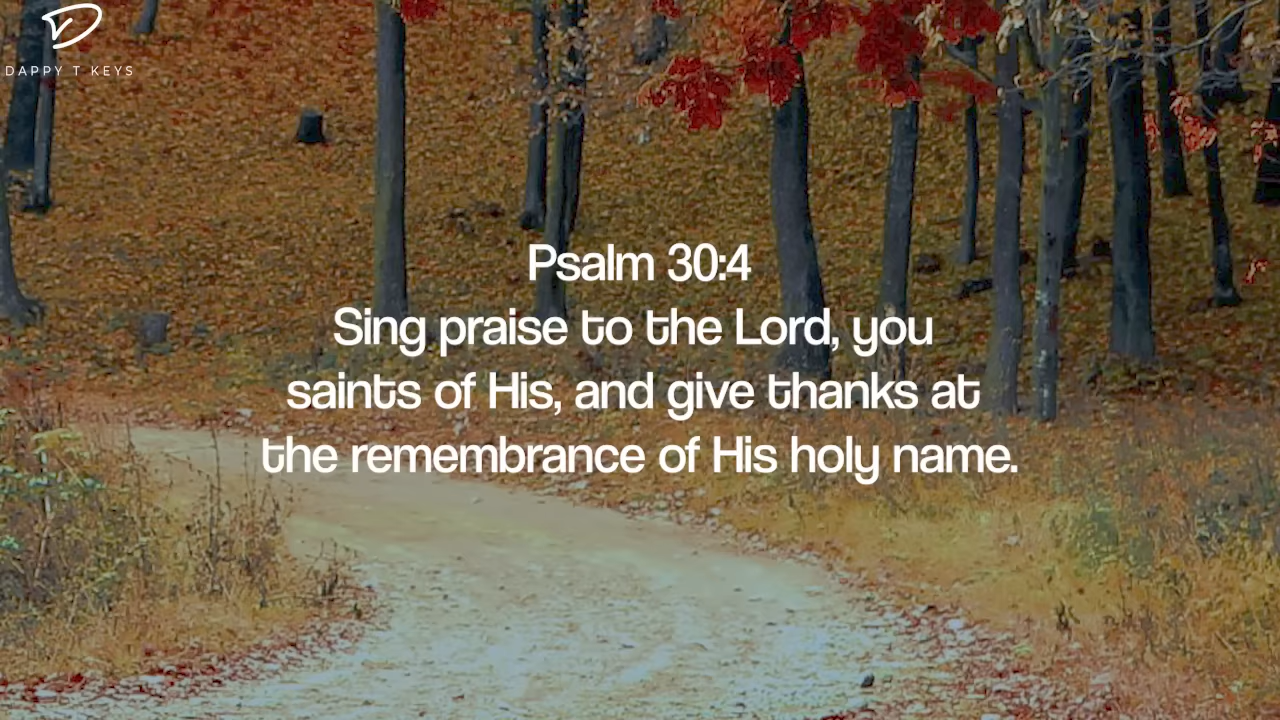 DAPPY T KEYS
Psalm 30:4
Sing praise to the Lord, you
saints of His, and give thanks at
the remembrance of His holy name.